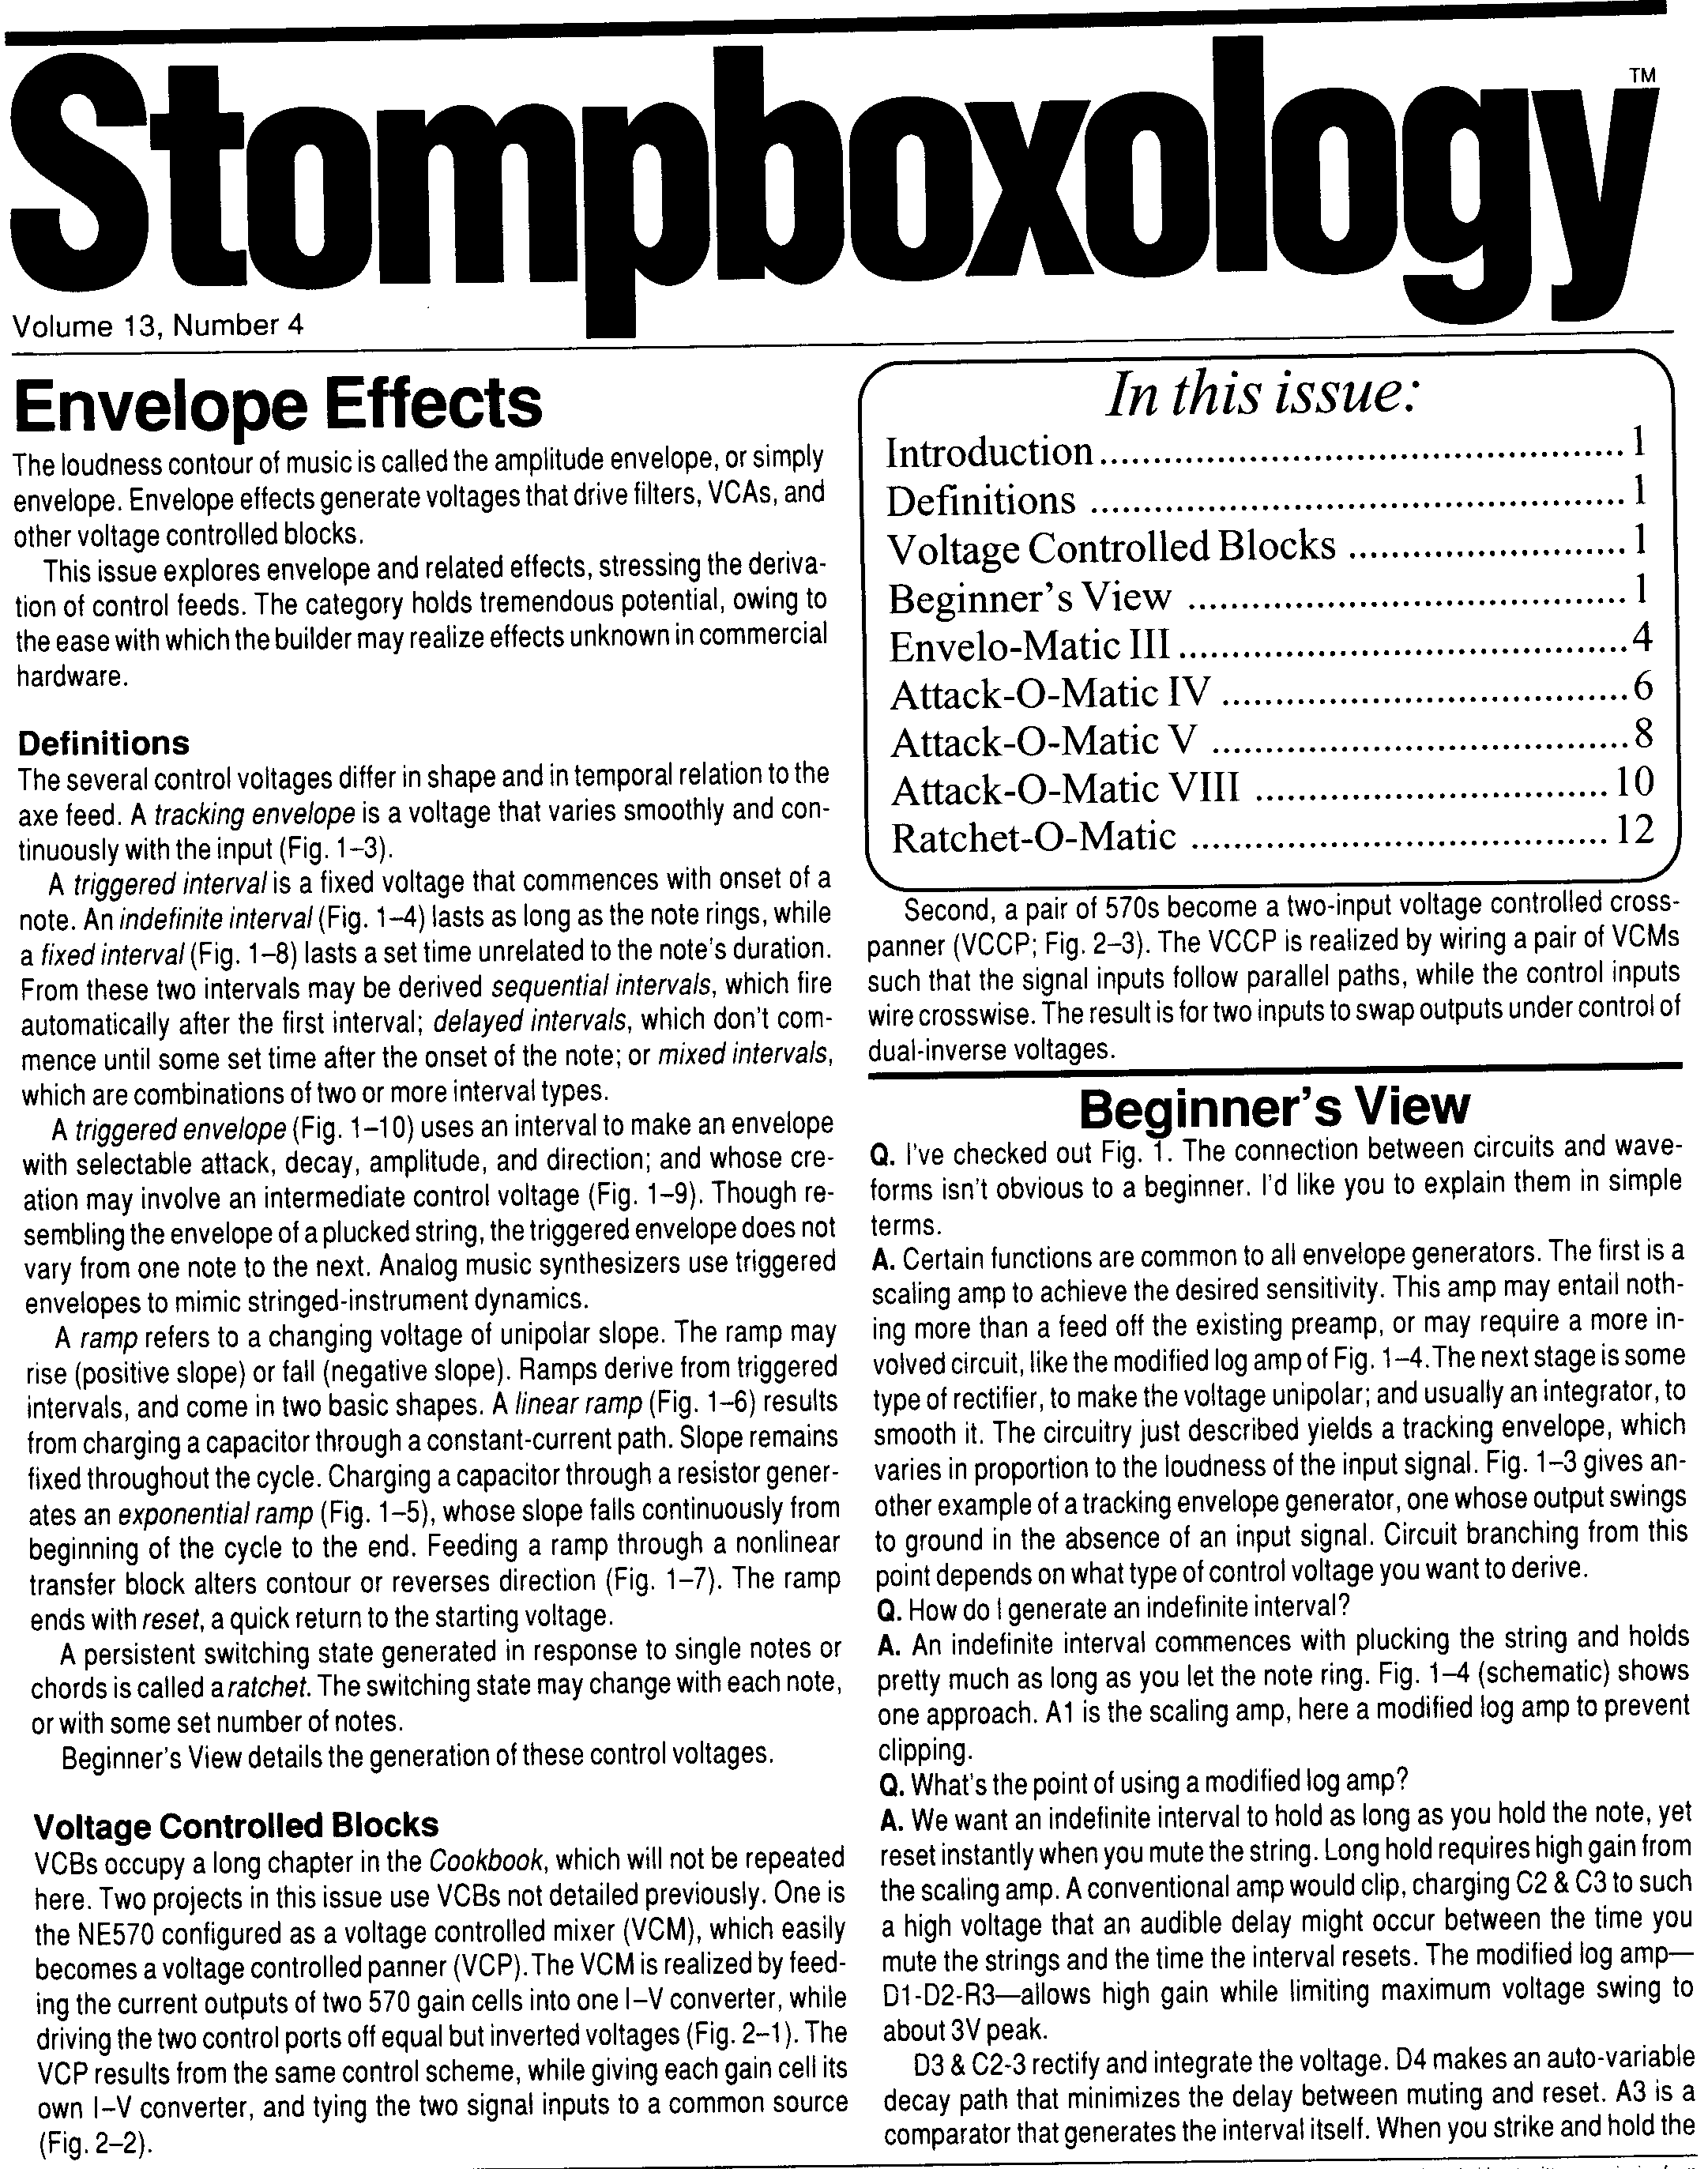 Stompboxology™
Volume 13, Number 4
Envelope Effects
The loudness contour of music is called the amplitude envelope, or simply
envelope. Envelope effects generate voltages that drive filters, VCAs, and
other voltage controlled blocks.
This issue explores envelope and related effects, stressing the deriva-
tion of control feeds. The category holds tremendous potential, owing to
the ease with which the builder may realize effects unknown in commercial
hardware.
Definitions
The several control voltages differ in shape and in temporal relation to the
axe feed. A tracking envelope is a voltage that varies smoothly and con-
tinuously with the input (Fig. 1–3).
A triggered interval is a fixed voltage that commences with onset of a
note. An indefinite interval (Fig. 1–4) lasts as long as the note rings, while
a fixed interval (Fig. 1–8) lasts a set time unrelated to the note's duration.
From these two intervals may be derived sequential intervals, which fire
automatically after the first interval; delayed intervals, which don't com-
mence until some set time after the onset of the note; or mixed intervals,
which are combinations of two or more interval types.
A triggered envelope (Fig. 1–10) uses an interval to make an envelope
with selectable attack, decay, amplitude, and direction; and whose cre-
ation may involve an intermediate control voltage (Fig. 1–9). Though re-
sembling the envelope of a plucked string, the triggered envelope does not
vary from one note to the next. Analog music synthesizers use triggered
envelopes to mimic stringed-instrument dynamics.
A ramp refers to a changing voltage of unipolar slope. The ramp may
rise (positive slope) or fall (negative slope). Ramps derive from triggered
intervals, and come in two basic shapes. A linear ramp (Fig. 1–6) results
from charging a capacitor through a constant-current path. Slope remains
fixed throughout the cycle. Charging a capacitor through a resistor gener-
ates an exponential ramp (Fig. 1–5), whose slope falls continuously from
beginning of the cycle to the end. Feeding a ramp through a nonlinear
transfer block alters contour or reverses direction (Fig. 1–7). The ramp
ends with reset, a quick return to the starting voltage.
A persistent switching state generated in response to single notes or
chords is called a ratchet. The switching state may change with each note,
or with some set number of notes.
Beginner's View details the generation of these control voltages.
Voltage Controlled Blocks
VCBs occupy a long chapter in the Cookbook, which will not be repeated
here. Two projects in this issue use VCBs not detailed previously. One is
the NE570 configured as a voltage controlled mixer (VCM), which easily
becomes a voltage controlled panner (VCP). The VCM is realized by feed-
ing the current outputs of two 570 gain cells into one I–V converter, while
driving the two control ports off equal but inverted voltages (Fig. 2–1). The
VCP results from the same control scheme, while giving each gain cell its
own I–V converter, and tying the two signal inputs to a common source
(Fig. 2–2).
In this issue:
Introduction ................................................. 1
Definitions .................................................. 1
Voltage Controlled Blocks .......................... 1
Beginner's View ......................................... 1
Envelo-Matic III .......................................... 4
Attack-O-Matic IV ...................................... 6
Attack-O-Matic V ....................................... 8
Attack-O-Matic VIII ................................. 10
Ratchet-O-Matic ....................................... 12
Second, a pair of 570s become a two-input voltage controlled cross-
panner (VCCP; Fig. 2–3). The VCCP is realized by wiring a pair of VCMs
such that the signal inputs follow parallel paths, while the control inputs
wire crosswise. The result is for two inputs to swap outputs under control of
dual-inverse voltages.
Beginner's View
Q. I've checked out Fig. 1. The connection between circuits and wave-
forms isn't obvious to a beginner. I'd like you to explain them in simple
terms.
A. Certain functions are common to all envelope generators. The first is a
scaling amp to achieve the desired sensitivity. This amp may entail noth-
ing more than a feed off the existing preamp, or may require a more in-
volved circuit, like the modified log amp of Fig. 1–4. The next stage is some
type of rectifier, to make the voltage unipolar; and usually an integrator, to
smooth it. The circuitry just described yields a tracking envelope, which
varies in proportion to the loudness of the input signal. Fig. 1–3 gives an-
other example of a tracking envelope generator, one whose output swings
to ground in the absence of an input signal. Circuit branching from this
point depends on what type of control voltage you want to derive.
Q. How do I generate an indefinite interval?
A. An indefinite interval commences with plucking the string and holds
pretty much as long as you let the note ring. Fig. 1–4 (schematic) shows
one approach. A1 is the scaling amp, here a modified log amp to prevent
clipping.
Q. What's the point of using a modified log amp?
A. We want an indefinite interval to hold as long as you hold the note, yet
reset instantly when you mute the string. Long hold requires high gain from
the scaling amp. A conventional amp would clip, charging C2 & C3 to such
a high voltage that an audible delay might occur between the time you
mute the strings and the time the interval resets. The modified log amp—
D1-D2-R3—allows high gain while limiting maximum voltage swing to
about 3V peak.
D3 & C2-3 rectify and integrate the voltage. D4 makes an auto-variable
decay path that minimizes the delay between muting and reset. A3 is a
comparator that generates the interval itself. When you strike and hold the